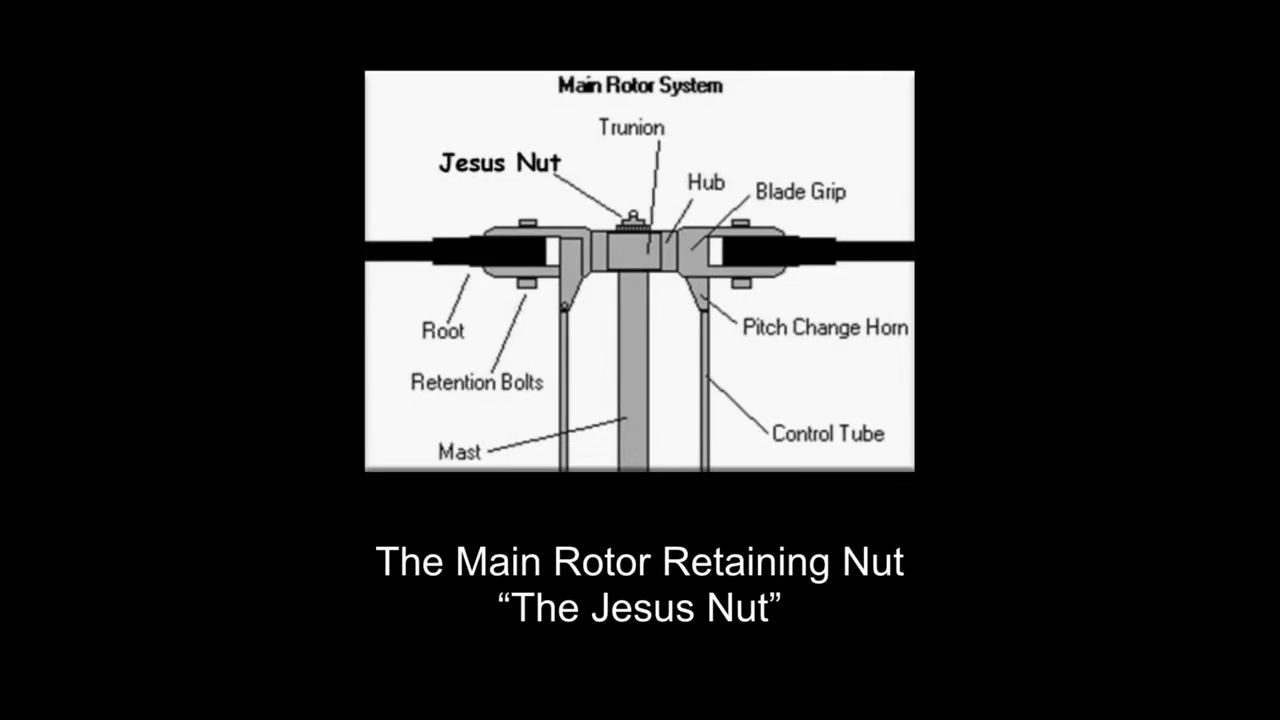 Main Rotor System
Trunion
Jesus Nut
Hub
Blade Grip
Root
Pitch Change Horn
Retention Bolts
Control Tube
Mast
The Main Rotor Retaining Nut
“The Jesus Nut”